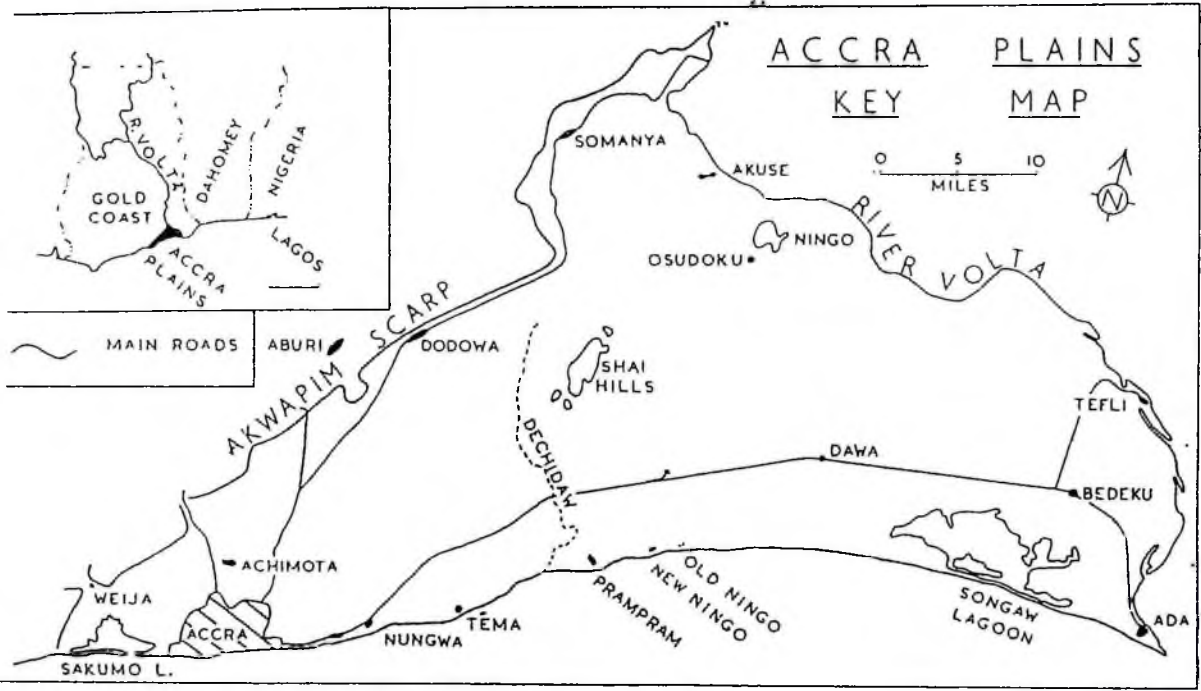 ACCRA PLAINS
KEY MAP
0 5 10
MILES
N
R. VOLTA
DAHOMEY
NIGERIA
GOLD
COAST
ACCRA
PLAINS
LAGOS
MAIN ROADS
ABURI
AKWAPIM SCARP
SOMANYA
AKUSE
RIVER VOLTA
NINGO
OSUDOKU
DODOWA
SHAI
HILLS
DECHIDAW
TEFLI
DAWA
BEDEKU
ACHIMOTA
WEIJA
ACCRA
SAKUMO L.
NUNGWA
TĒMA
PRAMPRAM
OLD NINGO
NEW NINGO
SONGAW
LAGOON
ADA